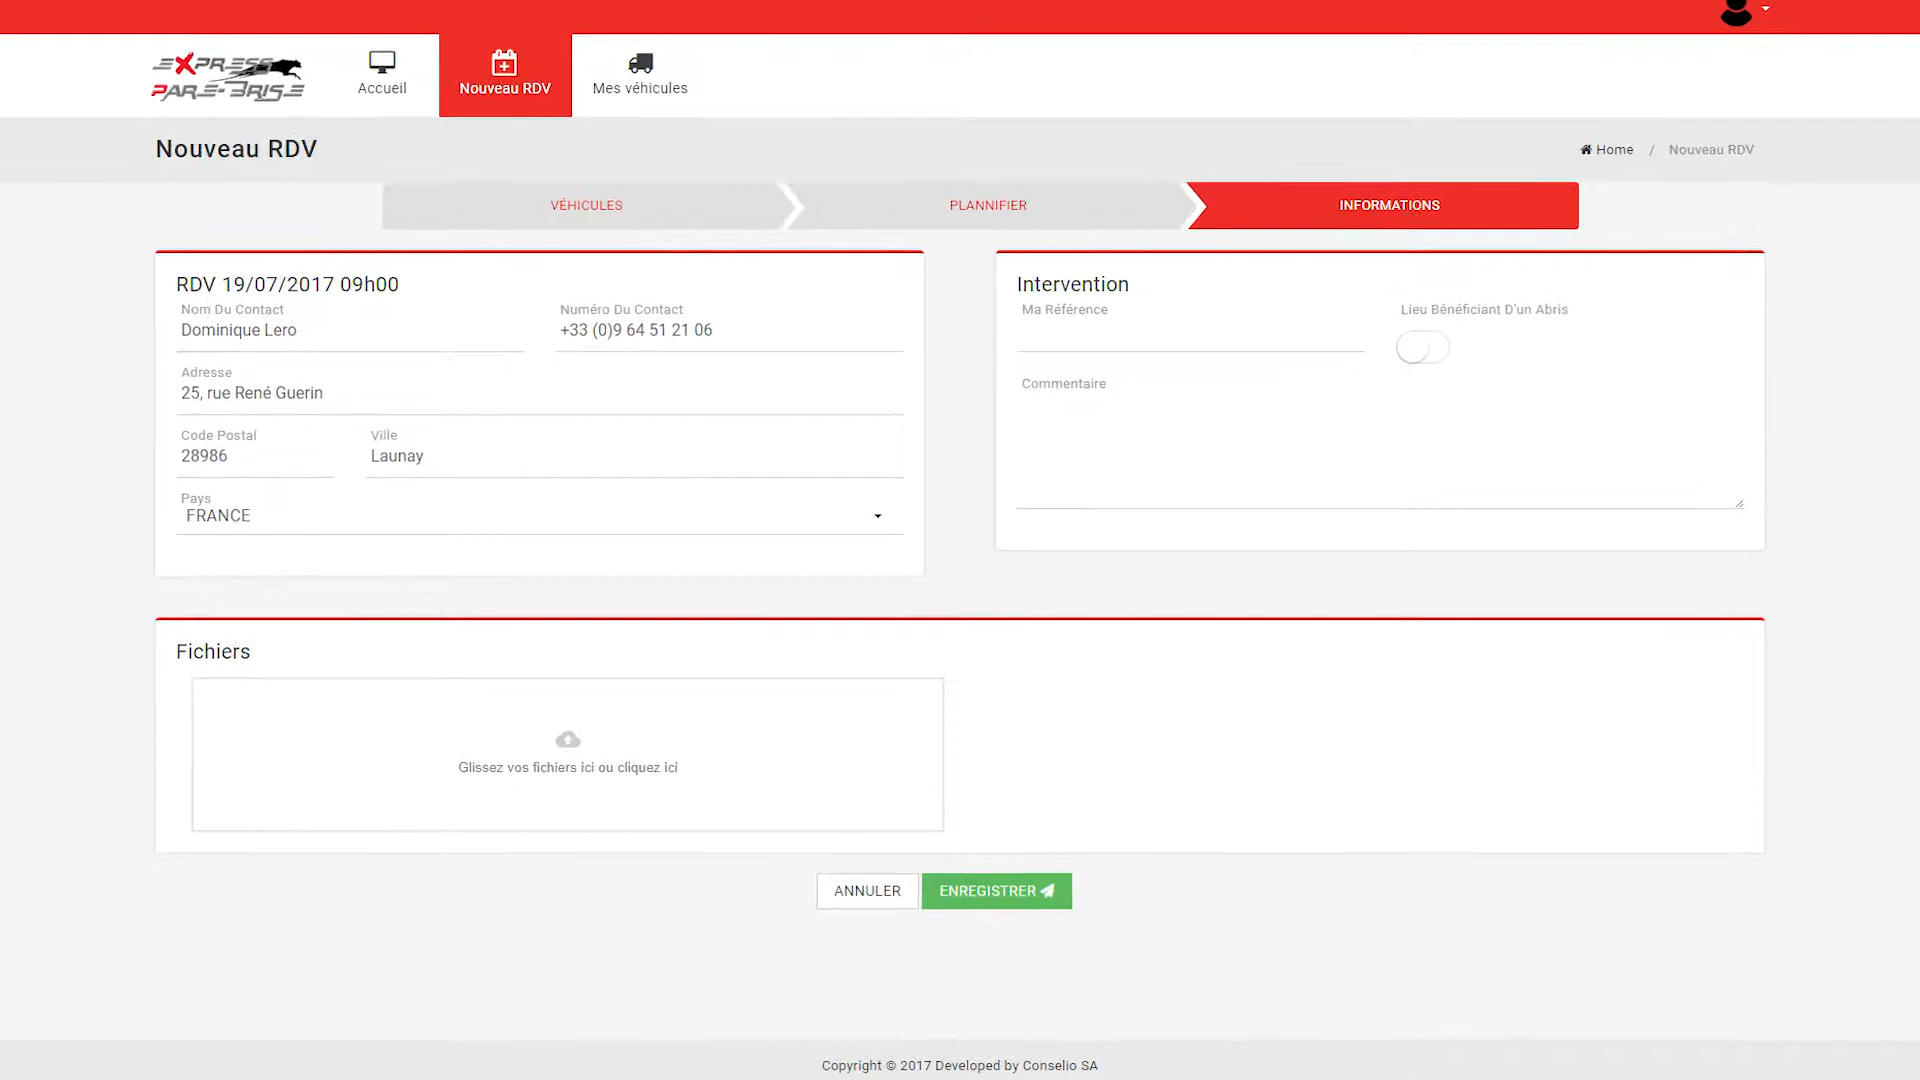 EXPRESS
PARE-BRISE
Accueil
Nouveau RDV
Mes véhicules
Nouveau RDV
Home / Nouveau RDV
VÉHICULES
PLANNIFIER
INFORMATIONS
RDV 19/07/2017 09h00
Nom Du Contact
Dominique Lero
Numéro Du Contact
+33 (0)9 64 51 21 06
Adresse
25, rue René Guerin
Code Postal
28986
Ville
Launay
Pays
FRANCE
Intervention
Ma Référence
Lieu Bénéficiant D'un Abris
Commentaire
Fichiers
Glissez vos fichiers ici ou cliquez ici
ANNULER
ENREGISTRER
Copyright © 2017 Developed by Conselio SA